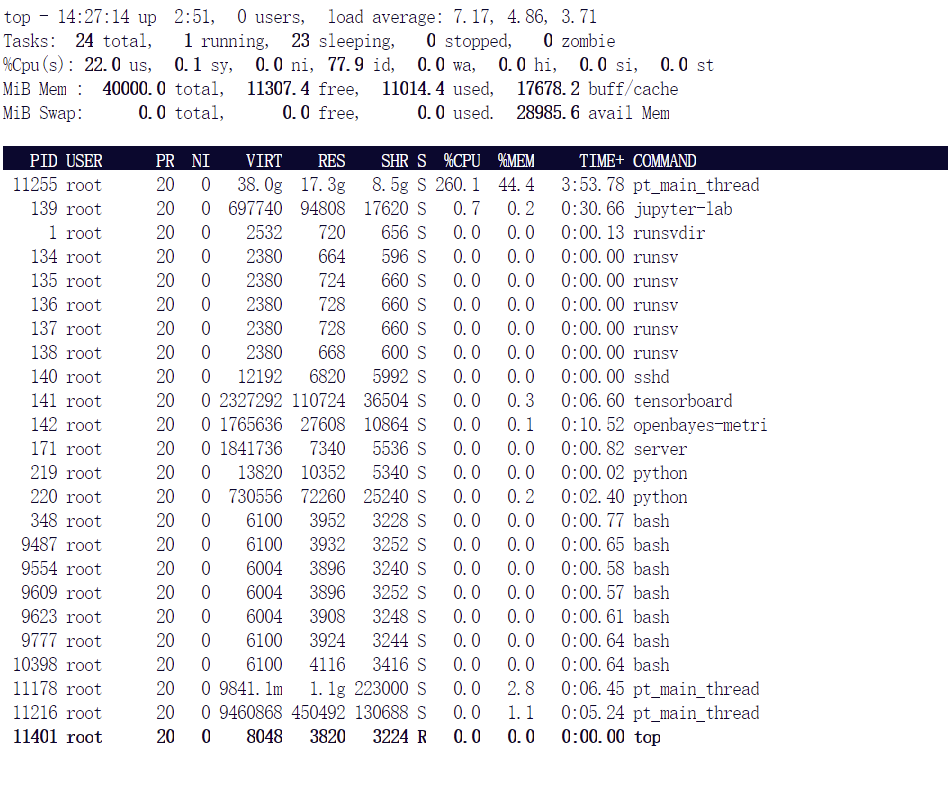 top - 14:27:14 up  2:51,  0 users,  load average: 7.17, 4.86, 3.71
Tasks:  24 total,   1 running,  23 sleeping,   0 stopped,   0 zombie
%Cpu(s): 22.0 us,  0.1 sy,  0.0 ni, 77.9 id,  0.0 wa,  0.0 hi,  0.0 si,  0.0 st
MiB Mem :  40000.0 total,  11307.4 free,  11014.4 used,  17678.2 buff/cache
MiB Swap:      0.0 total,      0.0 free,      0.0 used.  28985.6 avail Mem
PID USER      PR  NI    VIRT    RES    SHR S  %CPU  %MEM     TIME+ COMMAND
11255 root      20   0   38.0g  17.3g   8.5g S 260.1  44.4   3:53.78 pt_main_thread
139 root      20   0  697740  94808  17620 S   0.7   0.2   0:30.66 jupyter-lab
1 root      20   0    2532    720    656 S   0.0   0.0   0:00.13 runsvdir
134 root      20   0    2380    664    596 S   0.0   0.0   0:00.00 runsv
135 root      20   0    2380    724    660 S   0.0   0.0   0:00.00 runsv
136 root      20   0    2380    728    660 S   0.0   0.0   0:00.00 runsv
137 root      20   0    2380    728    660 S   0.0   0.0   0:00.00 runsv
138 root      20   0    2380    668    600 S   0.0   0.0   0:00.00 runsv
140 root      20   0   12192   6820   5992 S   0.0   0.0   0:00.00 sshd
141 root      20   0 2327292 110724  36504 S   0.0   0.3   0:06.60 tensorboard
142 root      20   0 1765636  27608  10864 S   0.0   0.1   0:10.52 openbayes-metri
171 root      20   0 1841736   7340   5536 S   0.0   0.0   0:00.82 server
219 root      20   0   13820  10352   5340 S   0.0   0.0   0:00.02 python
220 root      20   0  730556  72260  25240 S   0.0   0.2   0:02.40 python
348 root      20   0    6100   3952   3228 S   0.0   0.0   0:00.77 bash
9487 root      20   0    6100   3932   3252 S   0.0   0.0   0:00.65 bash
9554 root      20   0    6004   3896   3240 S   0.0   0.0   0:00.58 bash
9609 root      20   0    6004   3896   3252 S   0.0   0.0   0:00.57 bash
9623 root      20   0    6004   3908   3248 S   0.0   0.0   0:00.61 bash
9777 root      20   0    6100   3924   3244 S   0.0   0.0   0:00.64 bash
10398 root      20   0    6100   4116   3416 S   0.0   0.0   0:00.64 bash
11178 root      20   0 9841.1m   1.1g 223000 S   0.0   2.8   0:06.45 pt_main_thread
11216 root      20   0 9460868 450492 130688 S   0.0   1.1   0:05.24 pt_main_thread
11401 root      20   0    8048   3820   3224 R   0.0   0.0   0:00.00 top